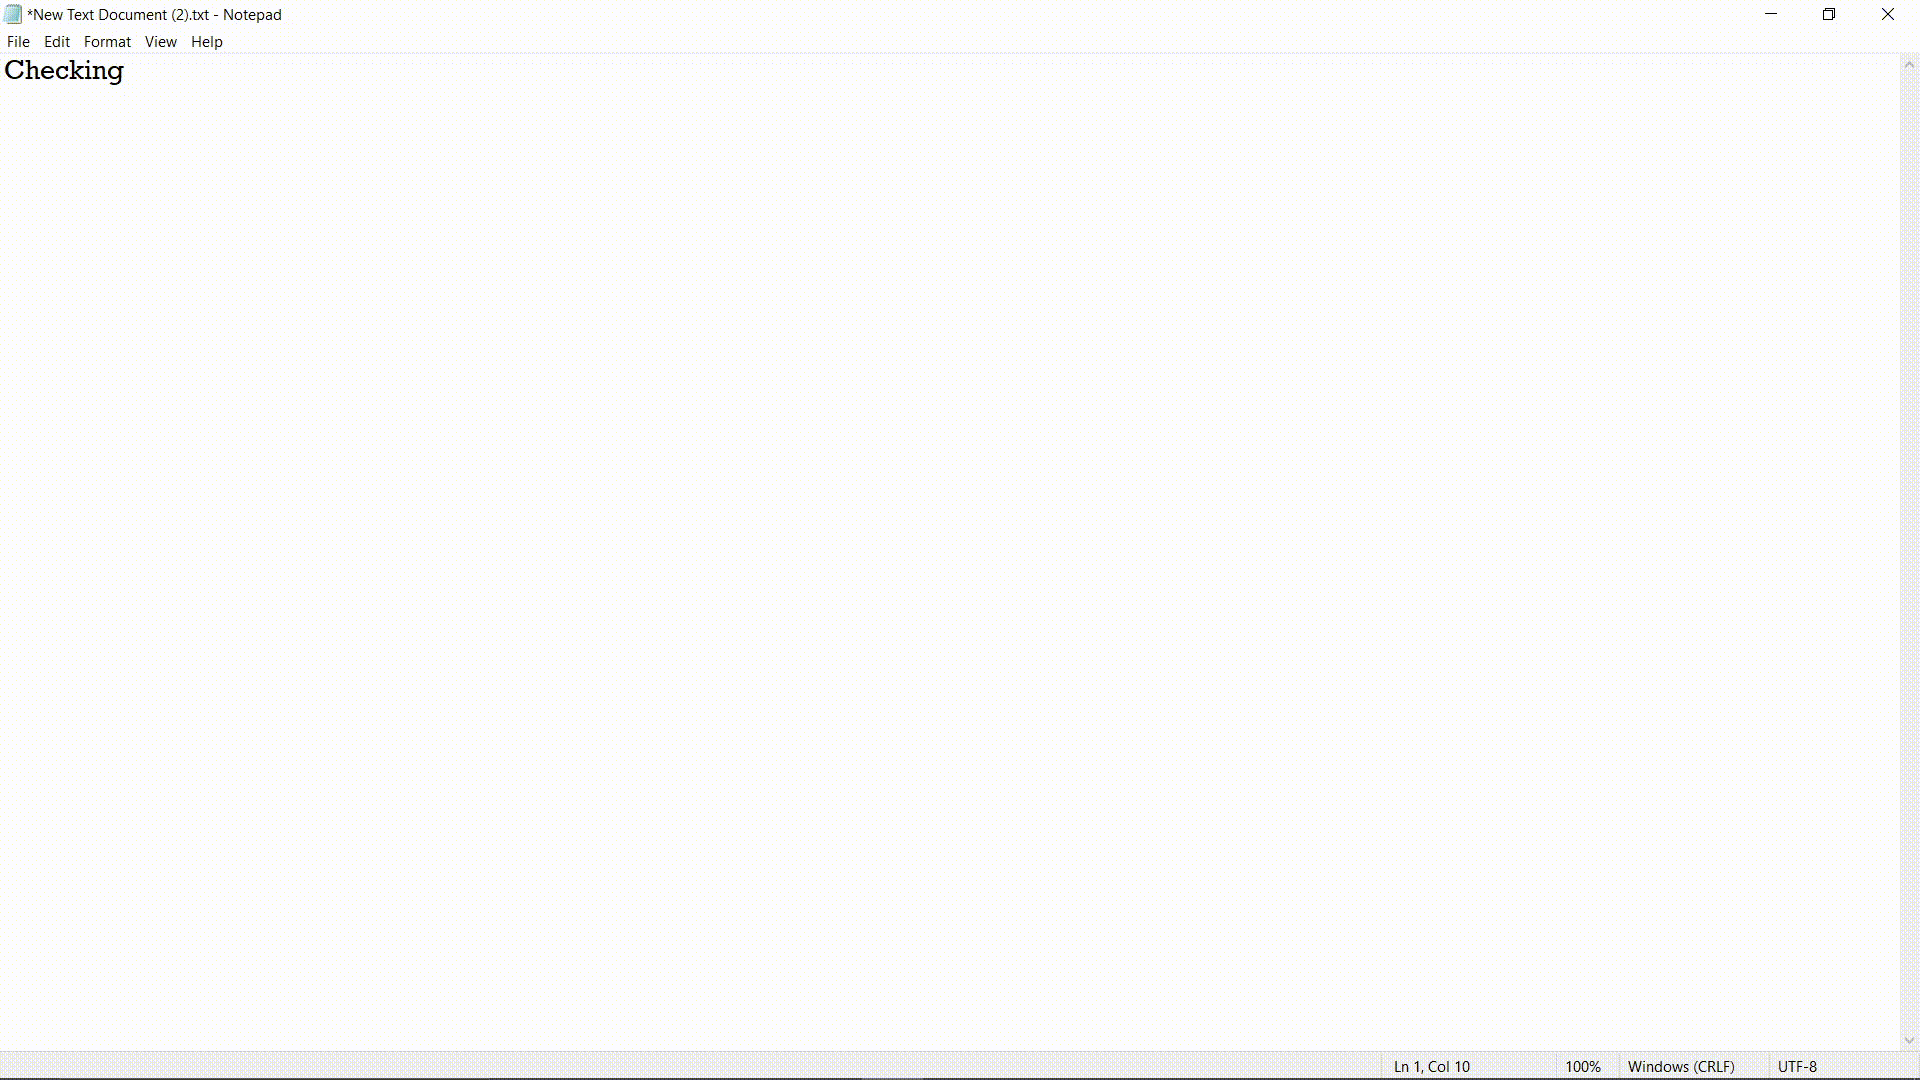 *New Text Document (2).txt - Notepad
File Edit Format View Help
Checking
Ln 1, Col 10 100% Windows (CRLF) UTF-8